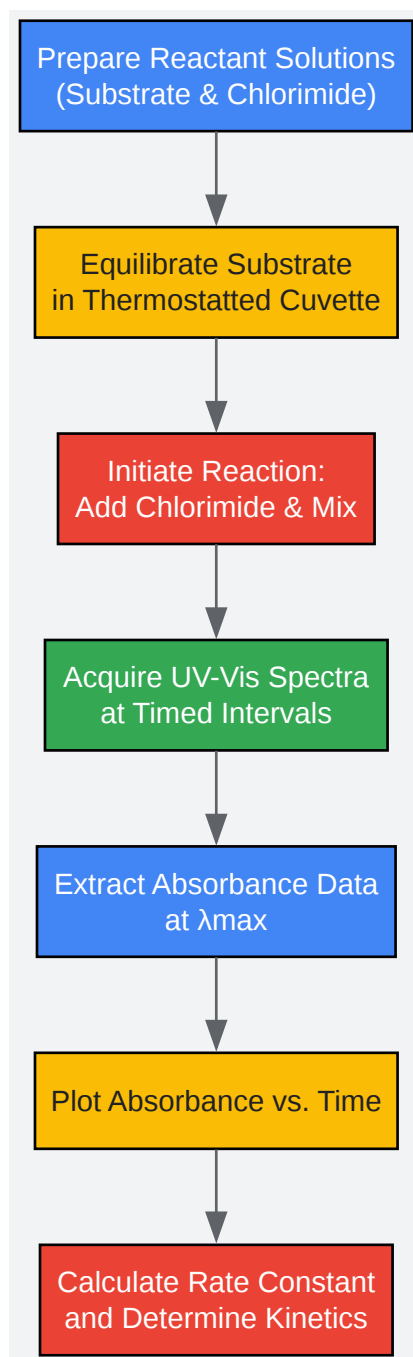 Prepare Reactant Solutions
(Substrate & Chlorimide)
Equilibrate Substrate
in Thermostatted Cuvette
Initiate Reaction:
Add Chlorimide & Mix
Acquire UV-Vis Spectra
at Timed Intervals
Extract Absorbance Data
at λmax
Plot Absorbance vs. Time
Calculate Rate Constant
and Determine Kinetics